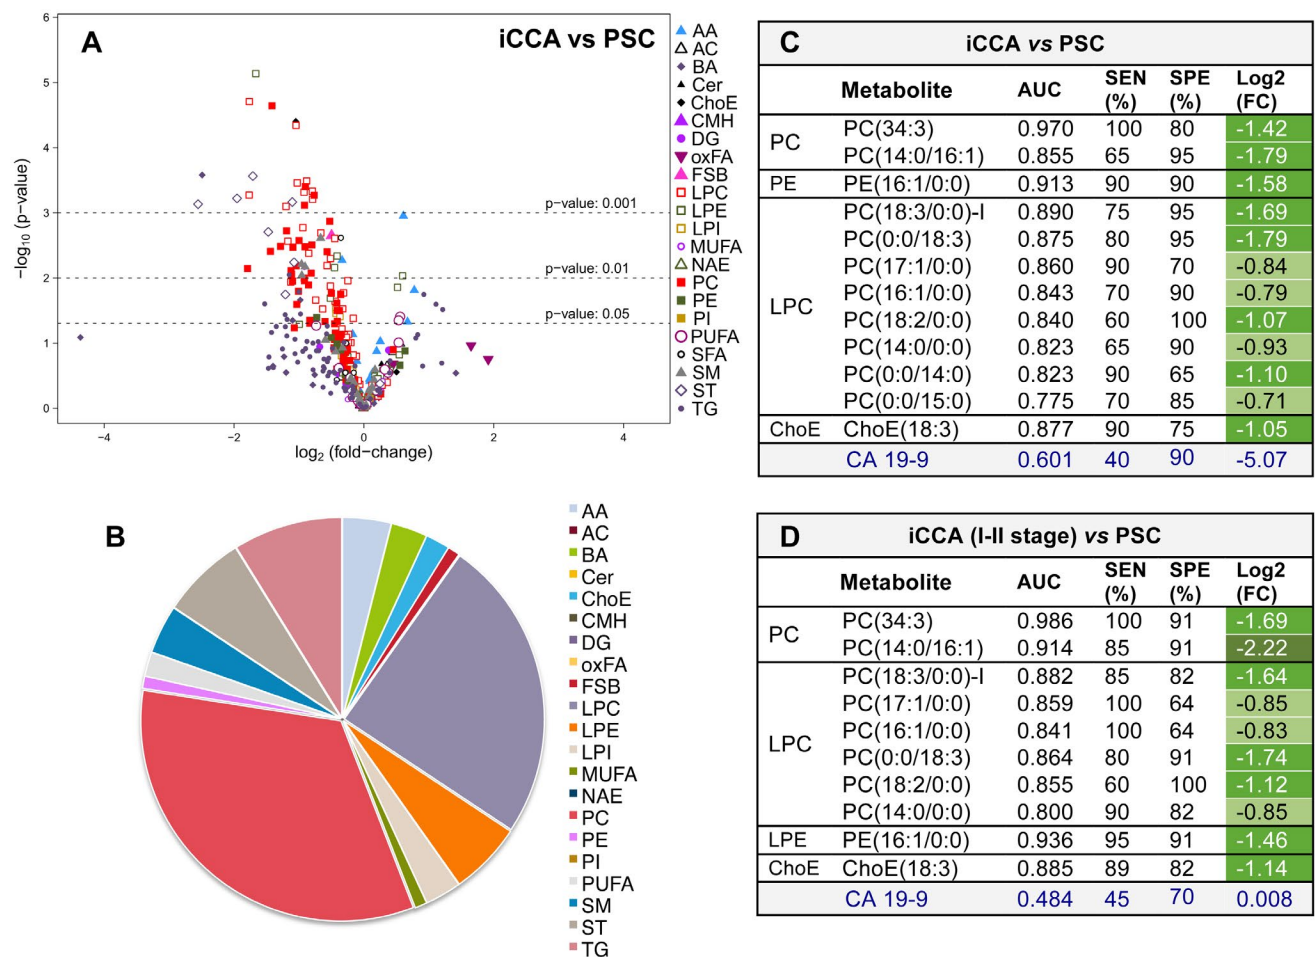 A
iCCA vs PSC
6
5
4
3
2
1
0
−log10 (p−value)
p-value: 0.001
p-value: 0.01
p-value: 0.05
−4
−2
0
2
4
log2 (fold−change)
AA
AC
BA
Cer
ChoE
CMH
DG
oxFA
FSB
LPC
LPE
LPI
MUFA
NAE
PC
PE
PI
PUFA
SFA
SM
ST
TG
B
AA
AC
BA
Cer
ChoE
CMH
DG
oxFA
FSB
LPC
LPE
LPI
MUFA
NAE
PC
PE
PI
PUFA
SM
ST
TG
C iCCA vs PSC
Metabolite AUC SEN (%) SPE (%) Log2 (FC)
PC PC(34:3) 0.970 100 80 -1.42
PC(14:0/16:1) 0.855 65 95 -1.79
PE PE(16:1/0:0) 0.913 90 90 -1.58
LPC PC(18:3/0:0)-I 0.890 75 95 -1.69
PC(0:0/18:3) 0.875 80 95 -1.79
PC(17:1/0:0) 0.860 90 70 -0.84
PC(16:1/0:0) 0.843 70 90 -0.79
PC(18:2/0:0) 0.840 60 100 -1.07
PC(14:0/0:0) 0.823 65 90 -0.93
PC(0:0/14:0) 0.823 90 65 -1.10
PC(0:0/15:0) 0.775 70 85 -0.71
ChoE ChoE(18:3) 0.877 90 75 -1.05
CA 19-9 0.601 40 90 -5.07
D iCCA (I-II stage) vs PSC
Metabolite AUC SEN (%) SPE (%) Log2 (FC)
PC PC(34:3) 0.986 100 91 -1.69
PC(14:0/16:1) 0.914 85 91 -2.22
LPC PC(18:3/0:0)-I 0.882 85 82 -1.64
PC(17:1/0:0) 0.859 100 64 -0.85
PC(16:1/0:0) 0.841 100 64 -0.83
PC(0:0/18:3) 0.864 80 91 -1.74
PC(18:2/0:0) 0.855 60 100 -1.12
PC(14:0/0:0) 0.800 90 82 -0.85
LPE PE(16:1/0:0) 0.936 95 91 -1.46
ChoE ChoE(18:3) 0.885 89 82 -1.14
CA 19-9 0.484 45 70 0.008